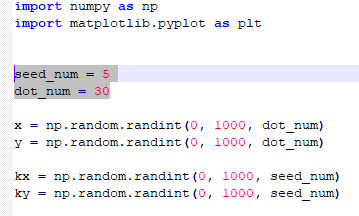 import numpy as np
import matplotlib.pyplot as plt
seed_num = 5
dot_num = 30
x = np.random.randint(0, 1000, dot_num)
y = np.random.randint(0, 1000, dot_num)
kx = np.random.randint(0, 1000, seed_num)
ky = np.random.randint(0, 1000, seed_num)